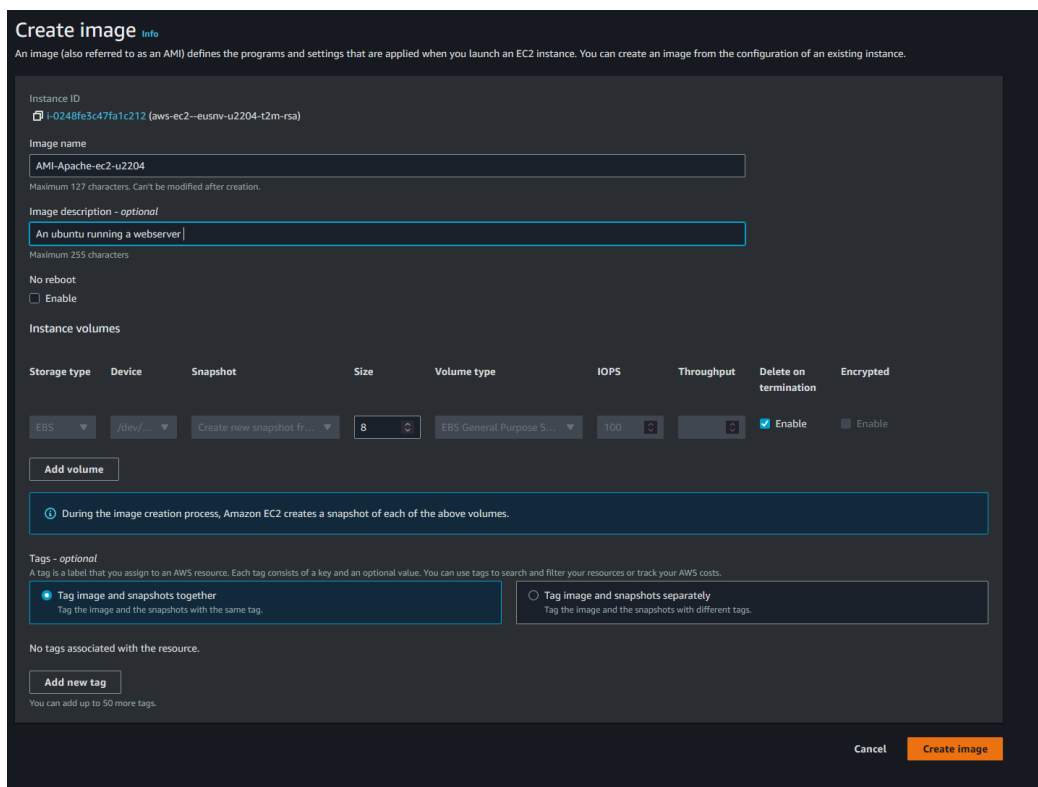 Create image Info
An image (also referred to as an AMI) defines the programs and settings that are applied when you launch an EC2 instance. You can create an image from the configuration of an existing instance.
Instance ID
i-0248fe3c47fa1c212 (aws-ec2--eusnv-u2204-t2m-rsa)
Image name
AMI-Apache-ec2-u2204
Maximum 127 characters. Can't be modified after creation.
Image description - optional
An ubuntu running a webserver
Maximum 255 characters
No reboot
Enable
Instance volumes
Storage type Device Snapshot Size Volume type IOPS Throughput Delete on termination Encrypted
EBS /dev/... Create new snapshot fr... 8 EBS General Purpose S... 100 Enable Enable
Add volume
During the image creation process, Amazon EC2 creates a snapshot of each of the above volumes.
Tags - optional
A tag is a label that you assign to an AWS resource. Each tag consists of a key and an optional value. You can use tags to search and filter your resources or track your AWS costs.
Tag image and snapshots together
Tag the image and the snapshots with the same tag.
Tag image and snapshots separately
Tag the image and the snapshots with different tags.
No tags associated with the resource.
Add new tag
You can add up to 50 more tags.
Cancel Create image